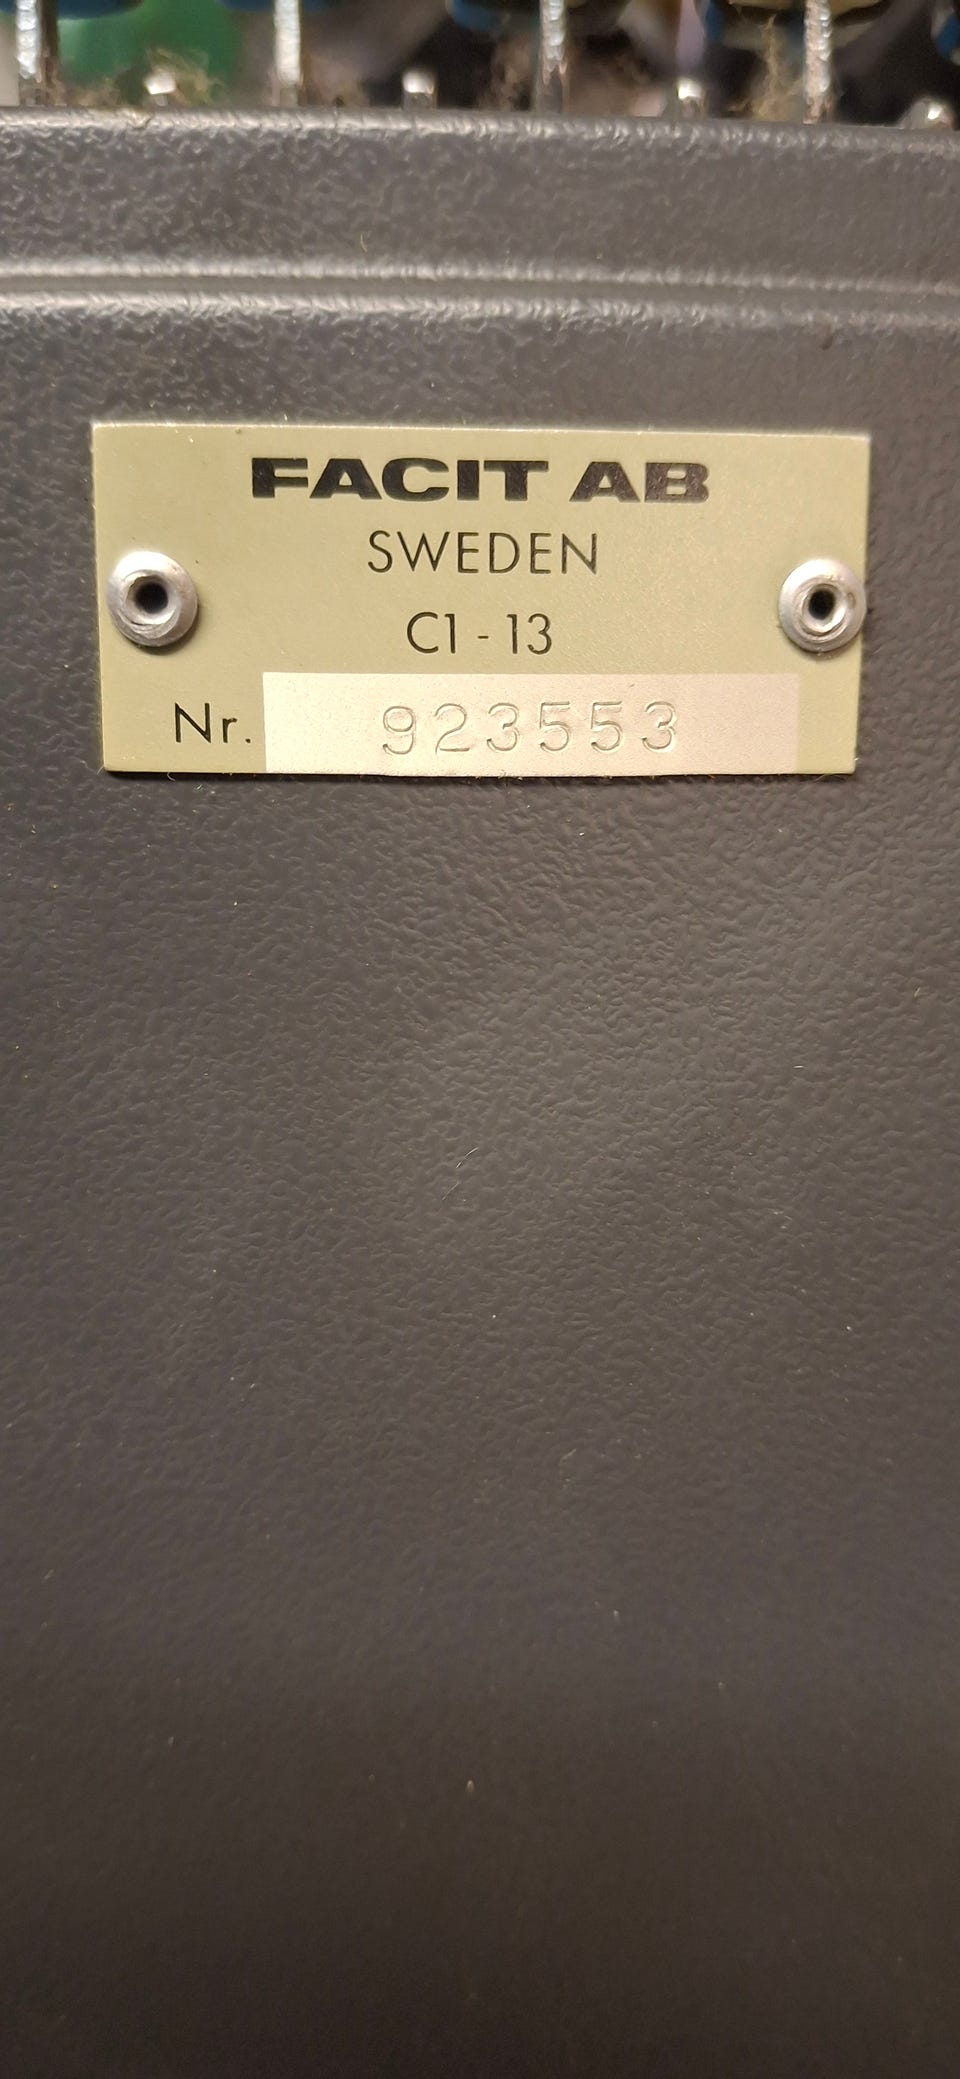 FACIT AB
SWEDEN
C1 - 13
Nr. 923553